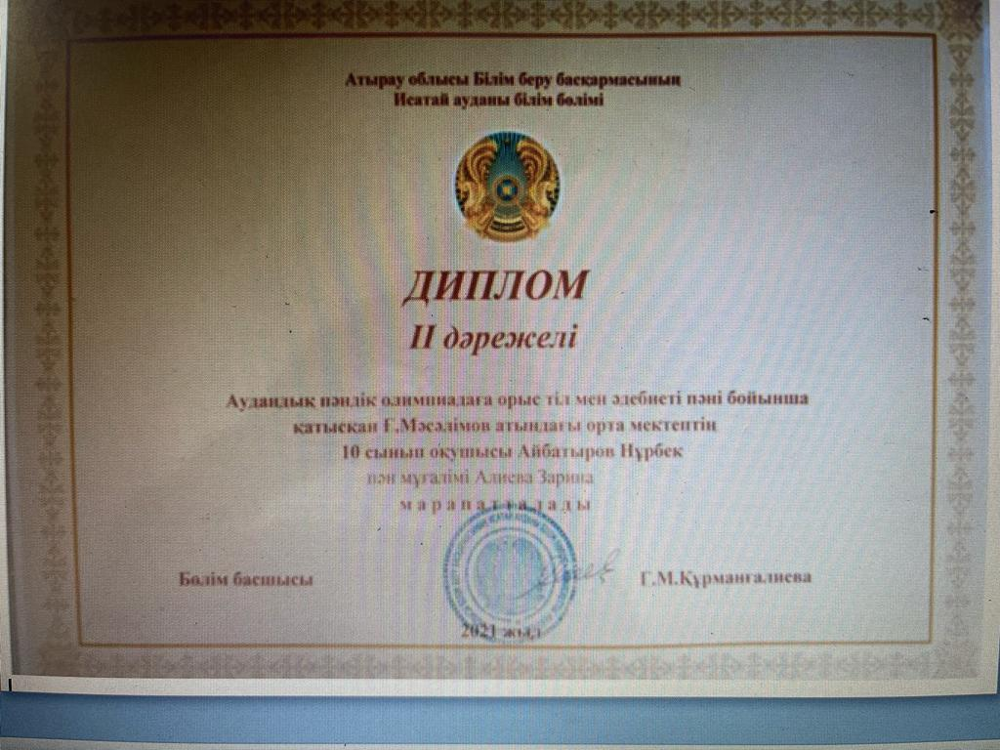 Атырау облысы Білім беру басқармасының
Исатай ауданы білім бөлімі
ДИПЛОМ
II дәрежелі
Аудандық пәндік олимпиадаға орыс тіл мен әдебиеті пәні бойынша
қатысқан Ғ.Мәсәлімов атындағы орта мектептің
10 сынып оқушысы Айбатыров Нұрбек
пән мұғалімі Алиева Зарина
марапатталады
Бөлім басшысы
Г.М.Құрманғалиева
2021 жыл